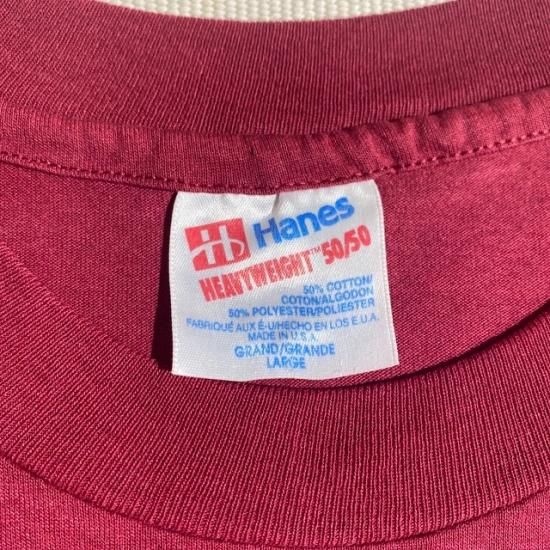 Hanes
HEAVYWEIGHT™ 50/50
50% COTTON/
COTON/ALGODON
50% POLYESTER/POLIESTER
FABRIQUÉ AUX É-U/HECHO EN LOS E.U.A.
MADE IN U.S.A.
GRAND/GRANDE
LARGE